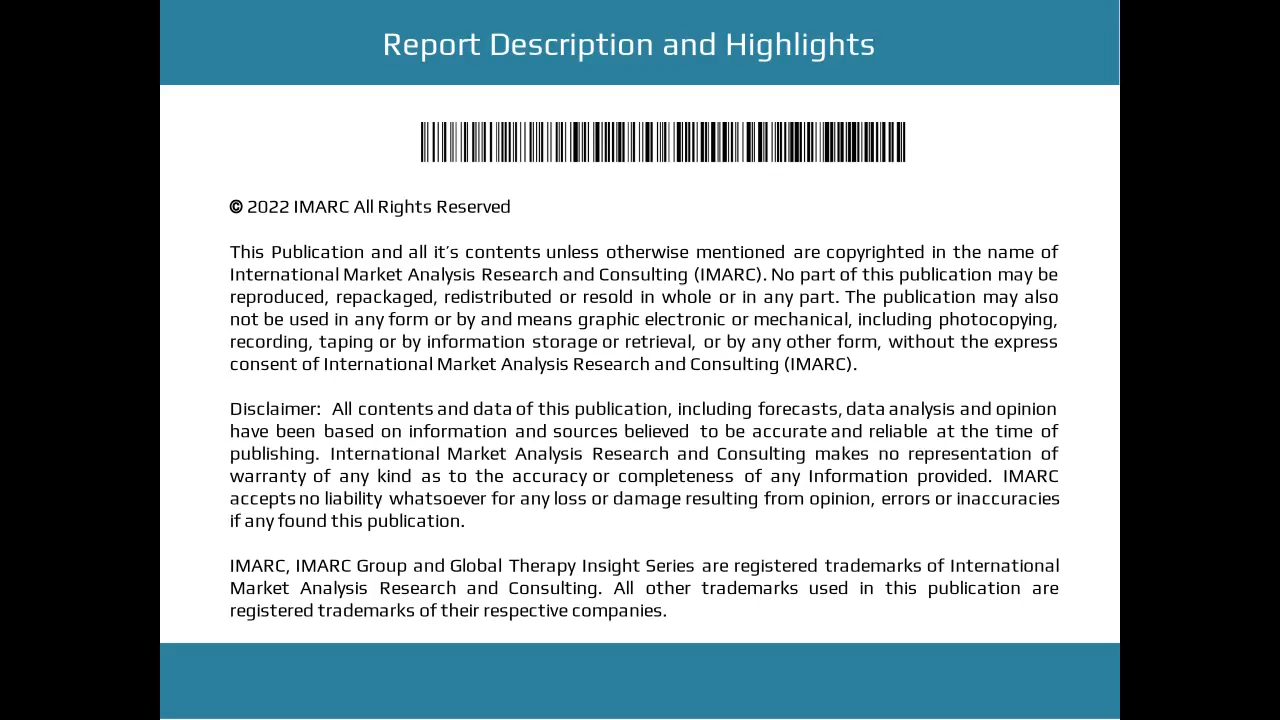 Report Description and Highlights
© 2022 IMARC All Rights Reserved
This Publication and all it's contents unless otherwise mentioned are copyrighted in the name of
International Market Analysis Research and Consulting (IMARC). No part of this publication may be
reproduced, repackaged, redistributed or resold in whole or in any part. The publication may also
not be used in any form or by and means graphic electronic or mechanical, including photocopying,
recording, taping or by information storage or retrieval, or by any other form, without the express
consent of International Market Analysis Research and Consulting (IMARC).
Disclaimer: All contents and data of this publication, including forecasts, data analysis and opinion
have been based on information and sources believed to be accurate and reliable at the time of
publishing. International Market Analysis Research and Consulting makes no representation of
warranty of any kind as to the accuracy or completeness of any Information provided. IMARC
accepts no liability whatsoever for any loss or damage resulting from opinion, errors or inaccuracies
if any found this publication.
IMARC, IMARC Group and Global Therapy Insight Series are registered trademarks of International
Market Analysis Research and Consulting. All other trademarks used in this publication are
registered trademarks of their respective companies.